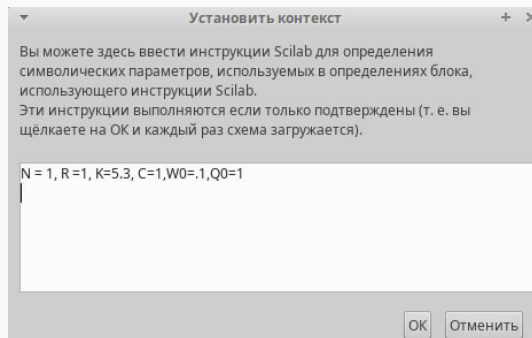 Установить контекст
Вы можете здесь ввести инструкции Scilab для определения
символических параметров, используемых в определениях блока,
использующего инструкции Scilab.
Эти инструкции выполняются если только подтверждены (т. е. вы
щёлкаете на OK и каждый раз схема загружается).
N = 1, R =1, K=5.3, C=1,W0=.1,Q0=1
OK Отменить